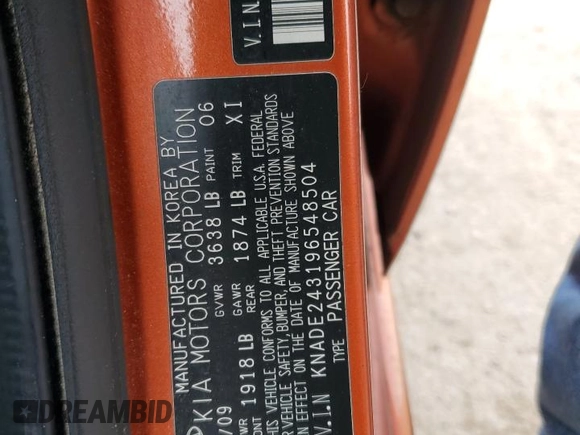 MANUFACTURED IN KOREA BY
KIA MOTORS CORPORATION
/09 GVWR 3638 LB PAINT 06
1918 LB GAWR REAR 1874 LB TRIM XI
THIS VEHICLE CONFORMS TO ALL APPLICABLE U.S.A. FEDERAL
VEHICLE SAFETY, BUMPER, AND THEFT PREVENTION STANDARDS
IN EFFECT ON THE DATE OF MANUFACTURE SHOWN ABOVE
V.I.N KNADE243196548504
TYPE PASSENGER CAR
V.I.N
DREAMBID